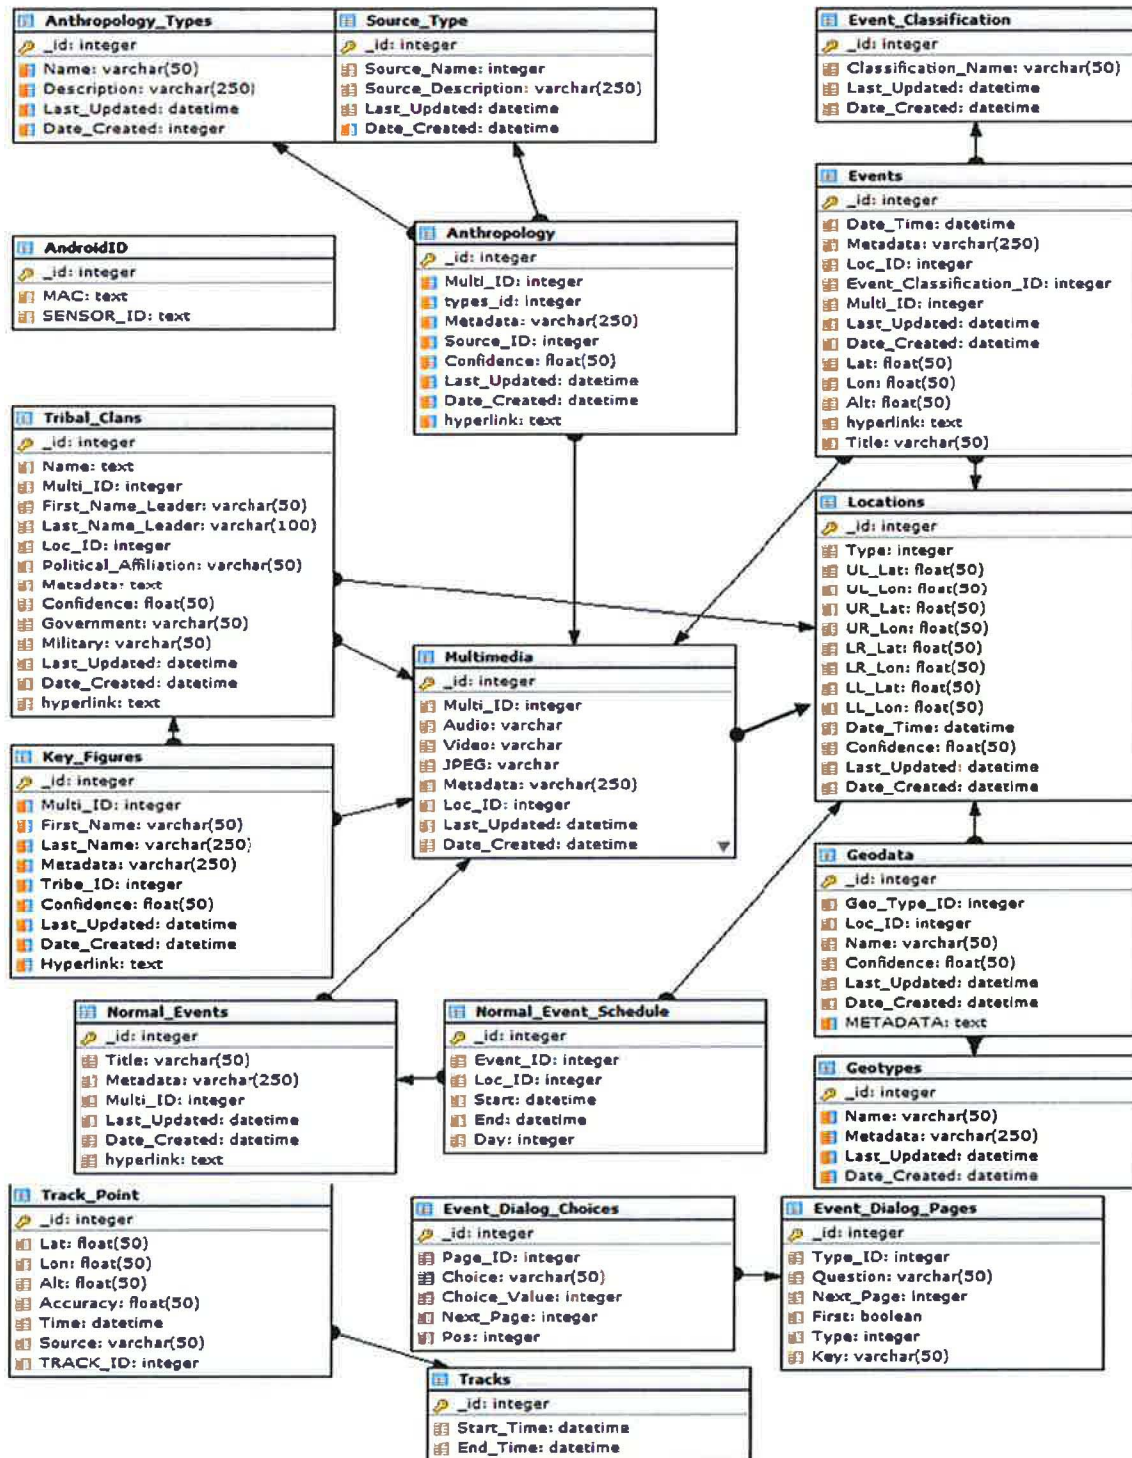 Anthropology_Types
_id: integer
Name: varchar(50)
Description: varchar(250)
Last_Updated: datetime
Date_Created: integer
Source_Type
_id: integer
Source_Name: integer
Source_Description: varchar(250)
Last_Updated: datetime
Date_Created: datetime
Event_Classification
_id: integer
Classification_Name: varchar(50)
Last_Updated: datetime
Date_Created: datetime
AndroidID
_id: integer
MAC: text
SENSOR_ID: text
Anthropology
_id: integer
Multi_ID: integer
types_id: integer
Metadata: varchar(250)
Source_ID: integer
Confidence: float(50)
Last_Updated: datetime
Date_Created: datetime
hyperlink: text
Events
_id: integer
Date_Time: datetime
Metadata: varchar(250)
Loc_ID: integer
Event_Classification_ID: integer
Multi_ID: integer
Last_Updated: datetime
Date_Created: datetime
Lat: float(50)
Lon: float(50)
Alt: float(50)
hyperlink: text
Title: varchar(50)
Tribal_Clans
_id: integer
Name: text
Multi_ID: integer
First_Name_Leader: varchar(50)
Last_Name_Leader: varchar(100)
Loc_ID: integer
Political_Affiliation: varchar(50)
Metadata: text
Confidence: float(50)
Government: varchar(50)
Military: varchar(50)
Last_Updated: datetime
Date_Created: datetime
hyperlink: text
Locations
_id: integer
Type: integer
UL_Lat: float(50)
UL_Lon: float(50)
UR_Lat: float(50)
UR_Lon: float(50)
LR_Lat: float(50)
LR_Lon: float(50)
LL_Lat: float(50)
LL_Lon: float(50)
Date_Time: datetime
Confidence: float(50)
Last_Updated: datetime
Date_Created: datetime
Multimedia
_id: integer
Multi_ID: integer
Audio: varchar
Video: varchar
JPEG: varchar
Metadata: varchar(250)
Loc_ID: integer
Last_Updated: datetime
Date_Created: datetime
Key_Figures
_id: integer
Multi_ID: integer
First_Name: varchar(50)
Last_Name: varchar(250)
Metadata: varchar(250)
Tribe_ID: integer
Confidence: float(50)
Last_Updated: datetime
Date_Created: datetime
Hyperlink: text
Geodata
_id: integer
Geo_Type_ID: integer
Loc_ID: integer
Name: varchar(50)
Confidence: float(50)
Last_Updated: datetime
Date_Created: datetime
METADATA: text
Normal_Events
_id: integer
Title: varchar(50)
Metadata: varchar(250)
Multi_ID: integer
Last_Updated: datetime
Date_Created: datetime
hyperlink: text
Normal_Event_Schedule
_id: integer
Event_ID: integer
Loc_ID: integer
Start: datetime
End: datetime
Day: integer
Geotypes
_id: integer
Name: varchar(50)
Metadata: varchar(250)
Last_Updated: datetime
Date_Created: datetime
Track_Point
_id: integer
Lat: float(50)
Lon: float(50)
Alt: float(50)
Accuracy: float(50)
Time: datetime
Source: varchar(50)
TRACK_ID: integer
Event_Dialog_Choices
_id: integer
Page_ID: integer
Choice: varchar(50)
Choice_Value: integer
Next_Page: integer
Pos: integer
Event_Dialog_Pages
_id: integer
Type_ID: integer
Question: varchar(50)
Next_Page: integer
First: boolean
Type: integer
Key: varchar(50)
Tracks
_id: integer
Start_Time: datetime
End_Time: datetime